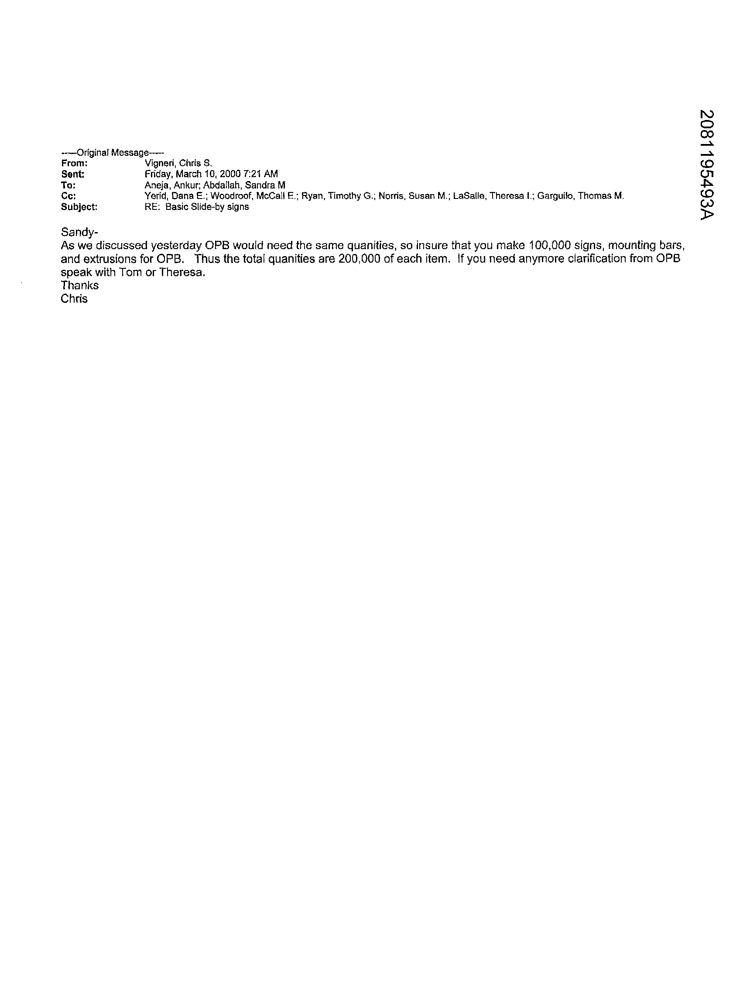 -----Original Message-----
From: Vigneri, Chris S.
Sent: Friday, March 10, 2000 7:21 AM
To: Aneja, Ankur; Abdallah, Sandra M
Cc: Yerid, Dana E.; Woodroof, McCall E.; Ryan, Timothy G.; Norris, Susan M.; LaSalle, Theresa I.; Garguilo, Thomas M.
Subject: RE: Basic Slide-by signs
Sandy-
As we discussed yesterday OPB would need the same quanities, so insure that you make 100,000 signs, mounting bars,
and extrusions for OPB. Thus the total quanities are 200,000 of each item. If you need anymore clarification from OPB
speak with Tom or Theresa.
Thanks
Chris
2081195493A